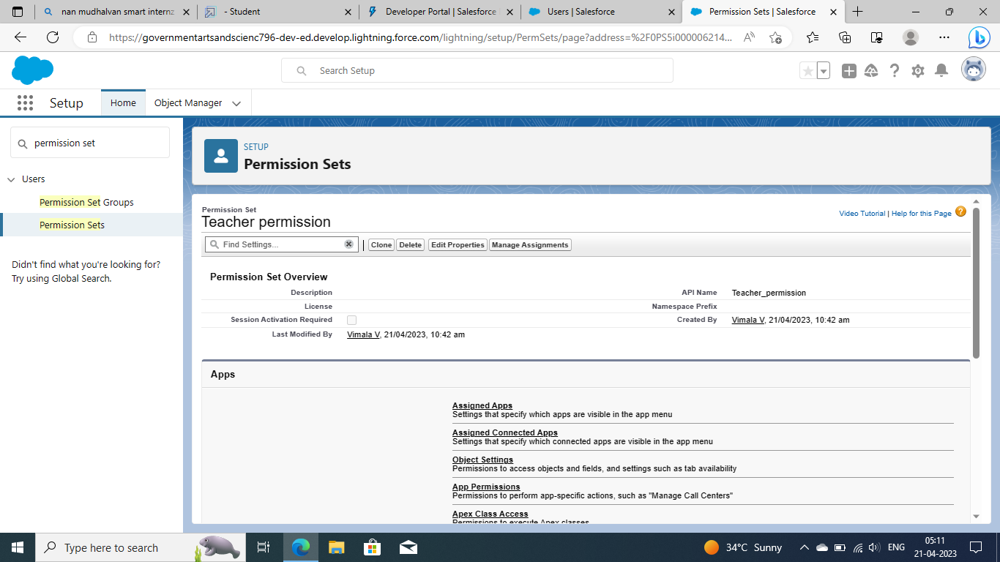 nan mudhalvan smart internz
- Student
Developer Portal | Salesforce
Users | Salesforce
Permission Sets | Salesforce
https://governmentartsandscienc796-dev-ed.develop.lightning.force.com/lightning/setup/PermSets/page?address=%2F0PS5i000006214...
Search Setup
Setup
Home
Object Manager
permission set
Users
Permission Set Groups
Permission Sets
Didn't find what you're looking for?
Try using Global Search.
SETUP
Permission Sets
Permission Set
Teacher permission
Video Tutorial | Help for this Page
Find Settings...
Clone
Delete
Edit Properties
Manage Assignments
Permission Set Overview
Description
API Name Teacher_permission
License
Namespace Prefix
Session Activation Required
Created By Vimala V, 21/04/2023, 10:42 am
Last Modified By Vimala V, 21/04/2023, 10:42 am
Apps
Assigned Apps
Settings that specify which apps are visible in the app menu
Assigned Connected Apps
Settings that specify which connected apps are visible in the app menu
Object Settings
Permissions to access objects and fields, and settings such as tab availability
App Permissions
Permissions to perform app-specific actions, such as "Manage Call Centers"
Apex Class Access
Permissions to execute Apex classes
Type here to search
34°C Sunny
ENG
05:11
21-04-2023